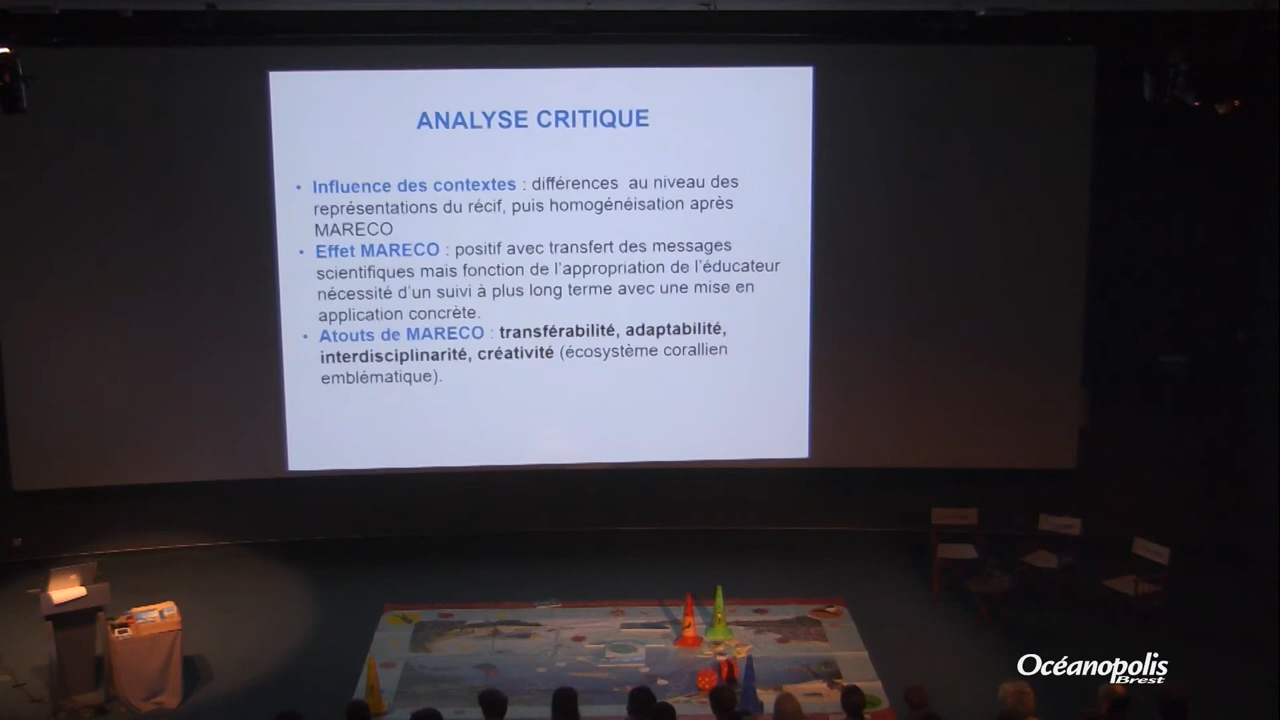 ANALYSE CRITIQUE
• Influence des contextes : différences au niveau des
représentations du récif, puis homogénéisation après
MARECO
• Effet MARECO : positif avec transfert des messages
scientifiques mais fonction de l'appropriation de l'éducateur
nécessité d'un suivi à plus long terme avec une mise en
application concrète.
• Atouts de MARECO : transférabilité, adaptabilité,
interdisciplinarité, créativité (écosystème corallien
emblématique).
Océanopolis
Brest